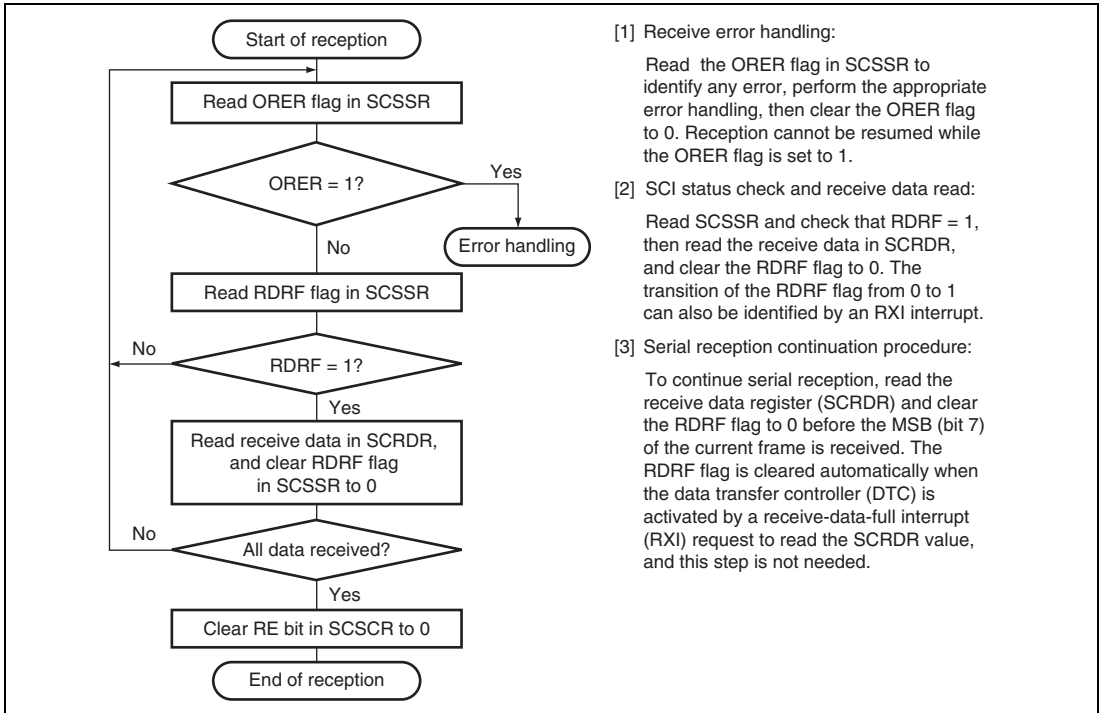 Start of reception
Read ORER flag in SCSSR
ORER = 1?
Yes
Error handling
No
Read RDRF flag in SCSSR
No
RDRF = 1?
Yes
Read receive data in SCRDR,
and clear RDRF flag
in SCSSR to 0
No
All data received?
Yes
Clear RE bit in SCSCR to 0
End of reception
[1] Receive error handling:
Read the ORER flag in SCSSR to
identify any error, perform the appropriate
error handling, then clear the ORER flag
to 0. Reception cannot be resumed while
the ORER flag is set to 1.
[2] SCI status check and receive data read:
Read SCSSR and check that RDRF = 1,
then read the receive data in SCRDR,
and clear the RDRF flag to 0. The
transition of the RDRF flag from 0 to 1
can also be identified by an RXI interrupt.
[3] Serial reception continuation procedure:
To continue serial reception, read the
receive data register (SCRDR) and clear
the RDRF flag to 0 before the MSB (bit 7)
of the current frame is received. The
RDRF flag is cleared automatically when
the data transfer controller (DTC) is
activated by a receive-data-full interrupt
(RXI) request to read the SCRDR value,
and this step is not needed.